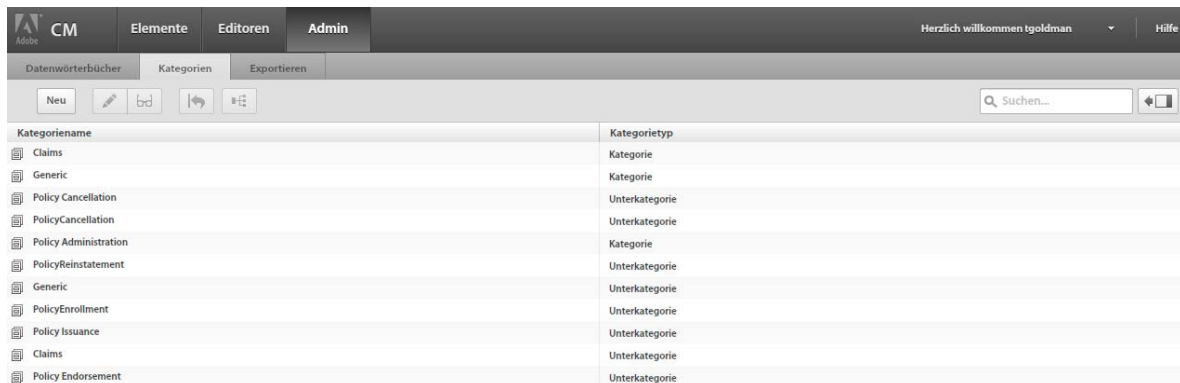 Adobe CM Elemente Editoren Admin Herzlich willkommen tgoldman Hilfe
Datenwörterbücher Kategorien Exportieren
Neu Suchen...
Kategoriename Kategorietyp
Claims Kategorie
Generic Kategorie
Policy Cancellation Unterkategorie
PolicyCancellation Unterkategorie
Policy Administration Kategorie
PolicyReinstatement Unterkategorie
Generic Unterkategorie
PolicyEnrollment Unterkategorie
Policy Issuance Unterkategorie
Claims Unterkategorie
Policy Endorsement Unterkategorie